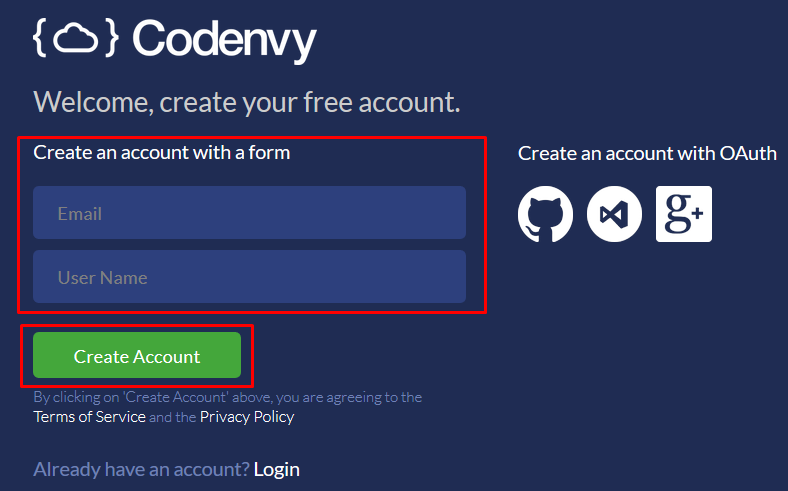 { } Codenvy
Welcome, create your free account.
Create an account with a form
Email
User Name
Create Account
By clicking on 'Create Account' above, you are agreeing to the
Terms of Service and the Privacy Policy
Already have an account? Login
Create an account with OAuth
g+